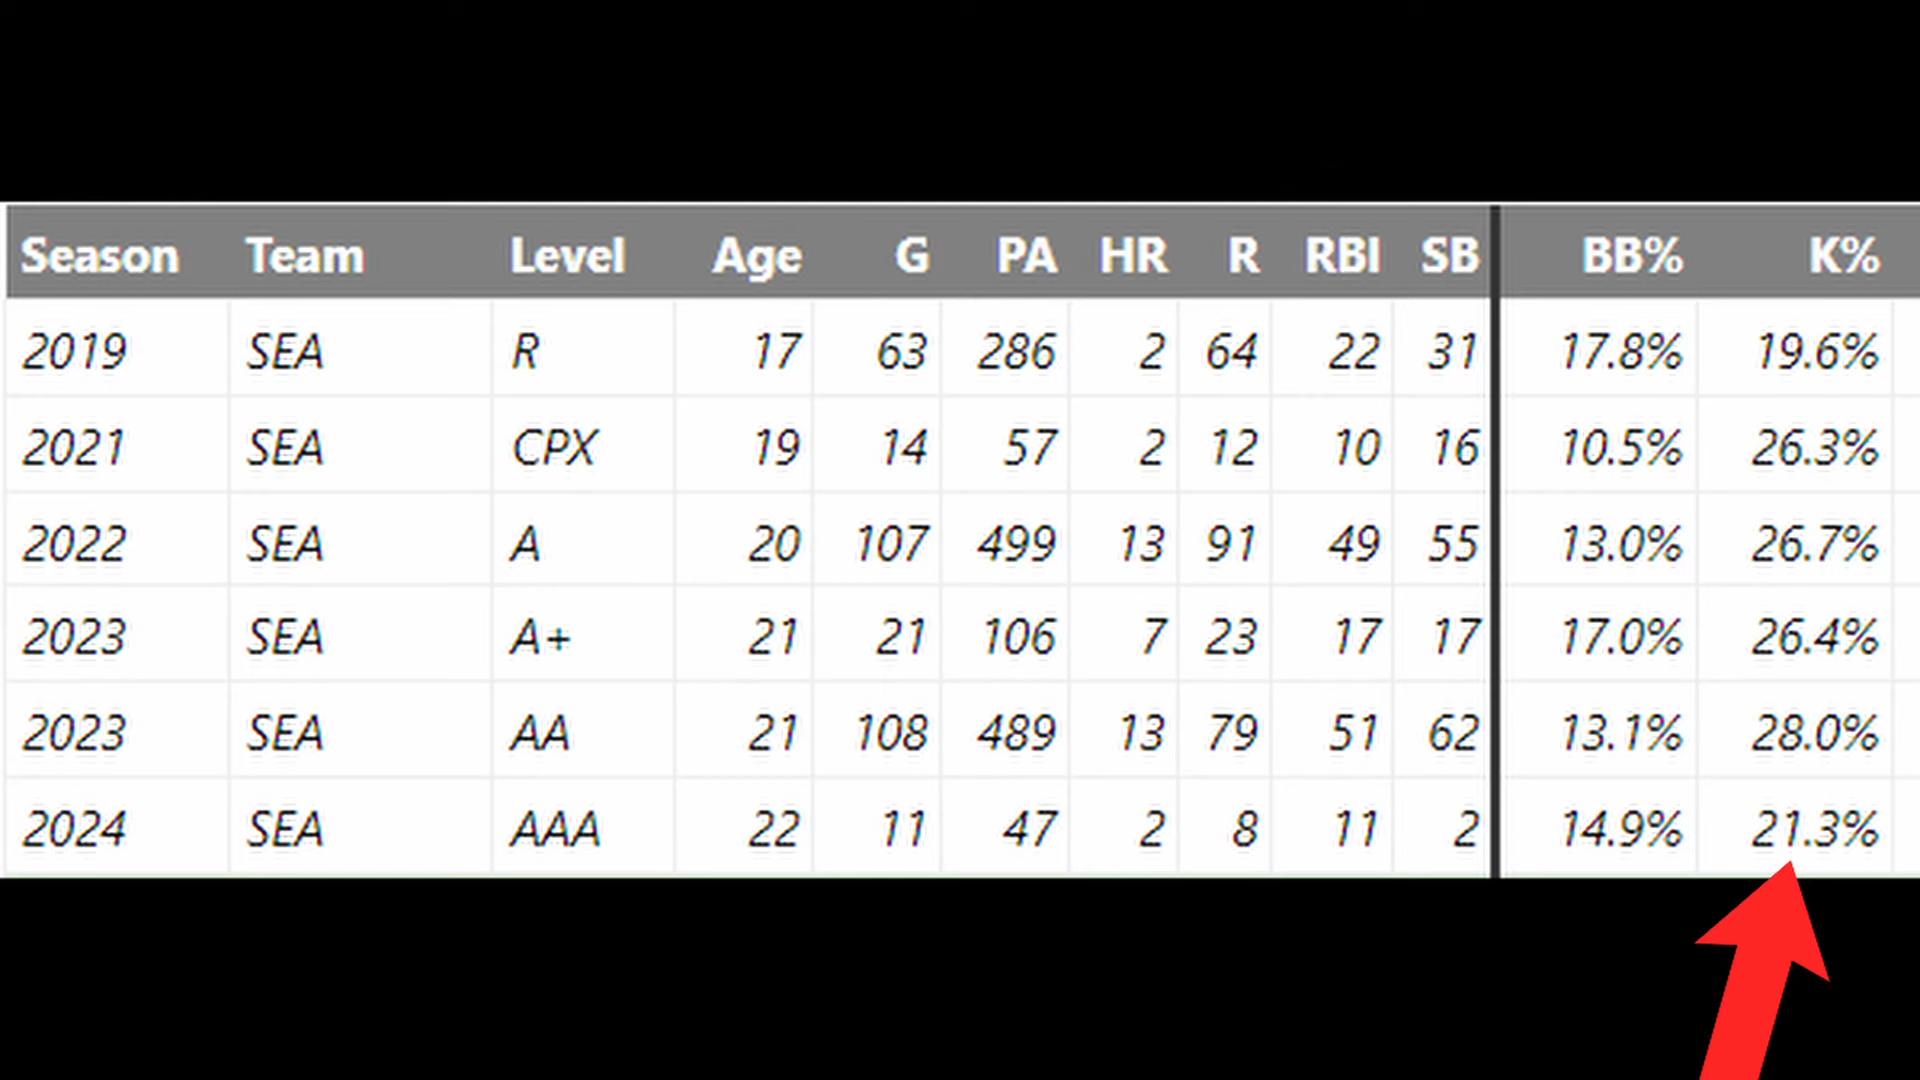 Season Team Level Age G PA HR R RBI SB BB% K%
2019 SEA R 17 63 286 2 64 22 31 17.8% 19.6%
2021 SEA CPX 19 14 57 2 12 10 16 10.5% 26.3%
2022 SEA A 20 107 499 13 91 49 55 13.0% 26.7%
2023 SEA A+ 21 21 106 7 23 17 17 17.0% 26.4%
2023 SEA AA 21 108 489 13 79 51 62 13.1% 28.0%
2024 SEA AAA 22 11 47 2 8 11 2 14.9% 21.3%